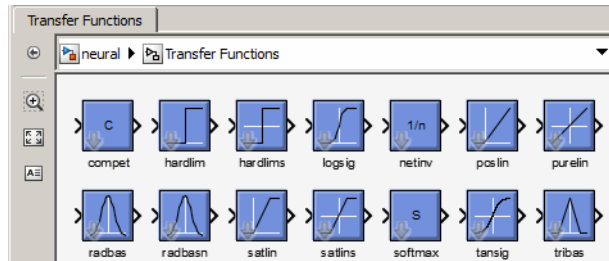 Transfer Functions
neural Transfer Functions
C 1/n
compet hardlim hardlims logsig netinv poslin purelin
S
radbas radbasn satlin satlins softmax tansig tribas